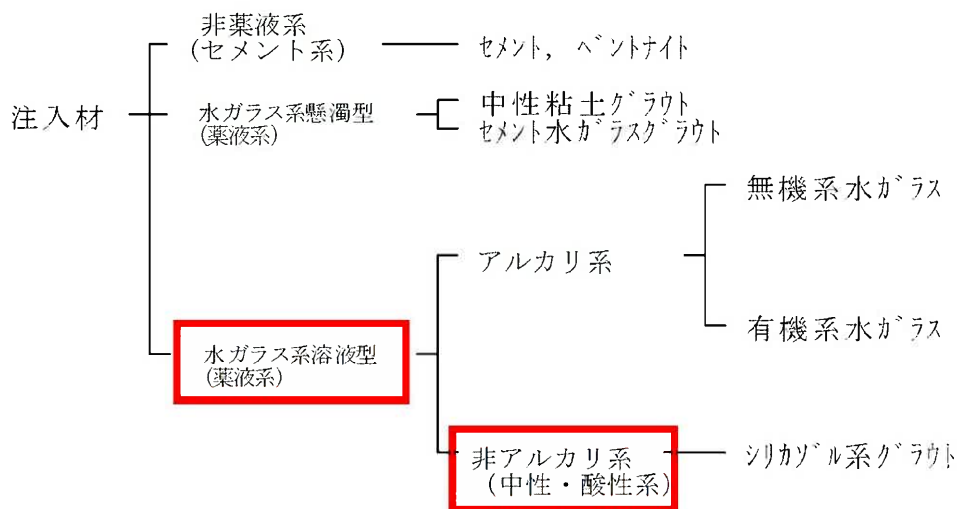 注入材
非薬液系
(セメント系)
セメント, ベントナイト
水ガラス系懸濁型
(薬液系)
中性粘土グラウト
セメント水ガラスグラウト
水ガラス系溶液型
(薬液系)
アルカリ系
無機系水ガラス
有機系水ガラス
非アルカリ系
(中性・酸性系)
シリカゾル系グラウト